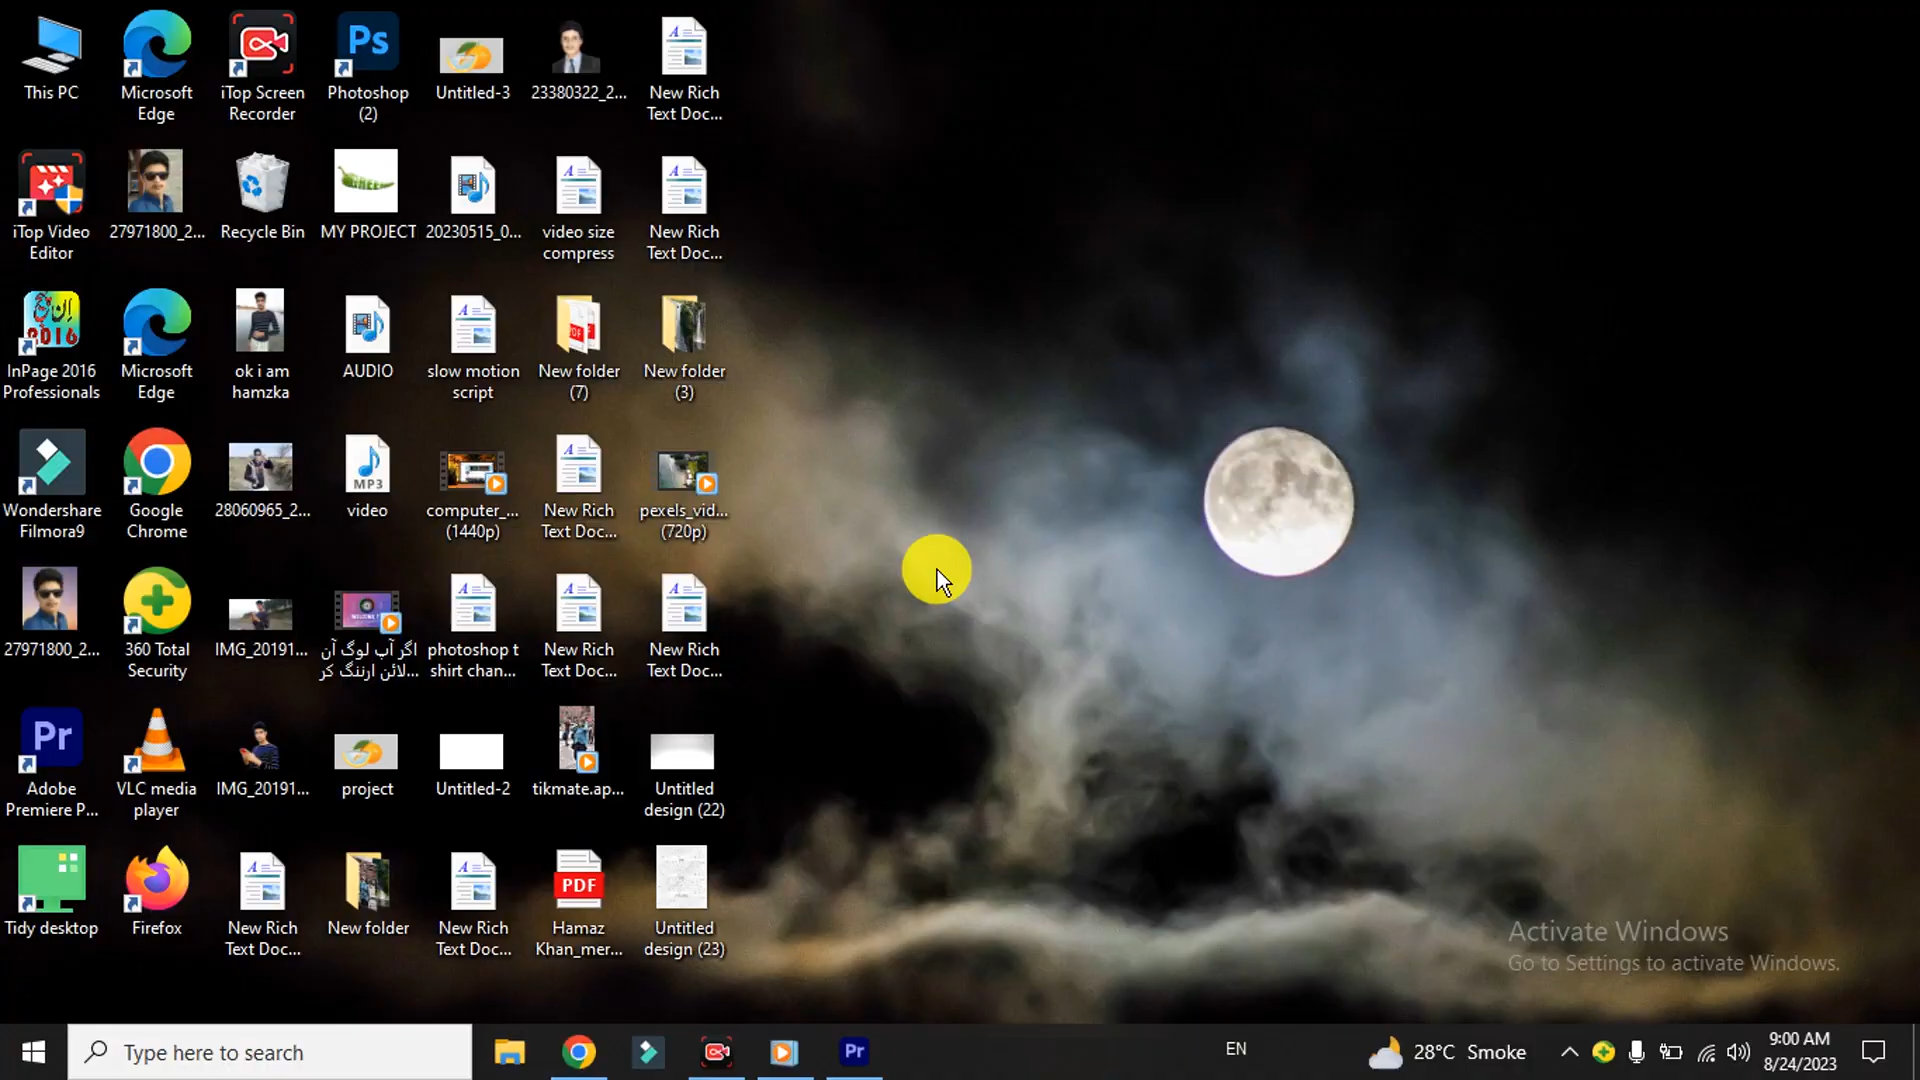 This PC
Microsoft
Edge
iTop Screen
Recorder
Ps
Photoshop
(2)
Untitled-3
23380322_2...
New Rich
Text Doc...
iTop Video
Editor
27971800_2...
Recycle Bin
MY PROJECT
20230515_0...
video size
compress
New Rich
Text Doc...
2016
InPage 2016
Professionals
Microsoft
Edge
ok i am
hamzka
AUDIO
slow motion
script
PDF
New folder
(7)
New folder
(3)
Wondershare
Filmora9
Google
Chrome
28060965_2...
MP3
video
computer_...
(1440p)
New Rich
Text Doc...
pexels_vid...
(720p)
27971800_2...
360 Total
Security
IMG_20191...
اگر آپ لوگ آن
لائن ارننگ کر...
photoshop t
shirt chan...
New Rich
Text Doc...
New Rich
Text Doc...
Pr
Adobe
Premiere P...
VLC media
player
IMG_20191...
project
Untitled-2
tikmate.ap...
Untitled
design (22)
Tidy desktop
Firefox
New Rich
Text Doc...
New folder
New Rich
Text Doc...
PDF
Hamaz
Khan_mer...
Untitled
design (23)
Activate Windows
Go to Settings to activate Windows.
Type here to search
Pr
EN
28°C Smoke
9:00 AM
8/24/2023